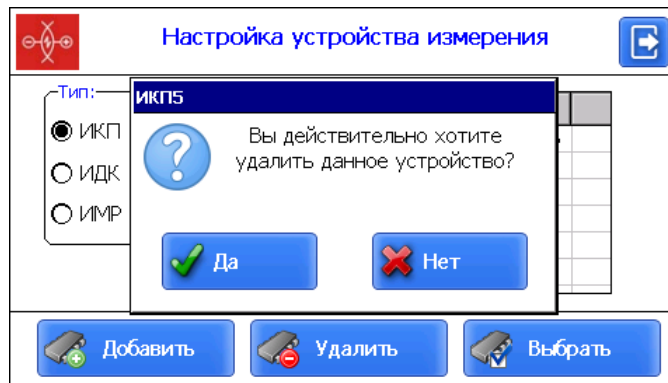 Настройка устройства измерения
Тип:
ИКП
ИДК
ИМР
ИКП5
Вы действительно хотите
удалить данное устройство?
Да
Нет
Добавить
Удалить
Выбрать